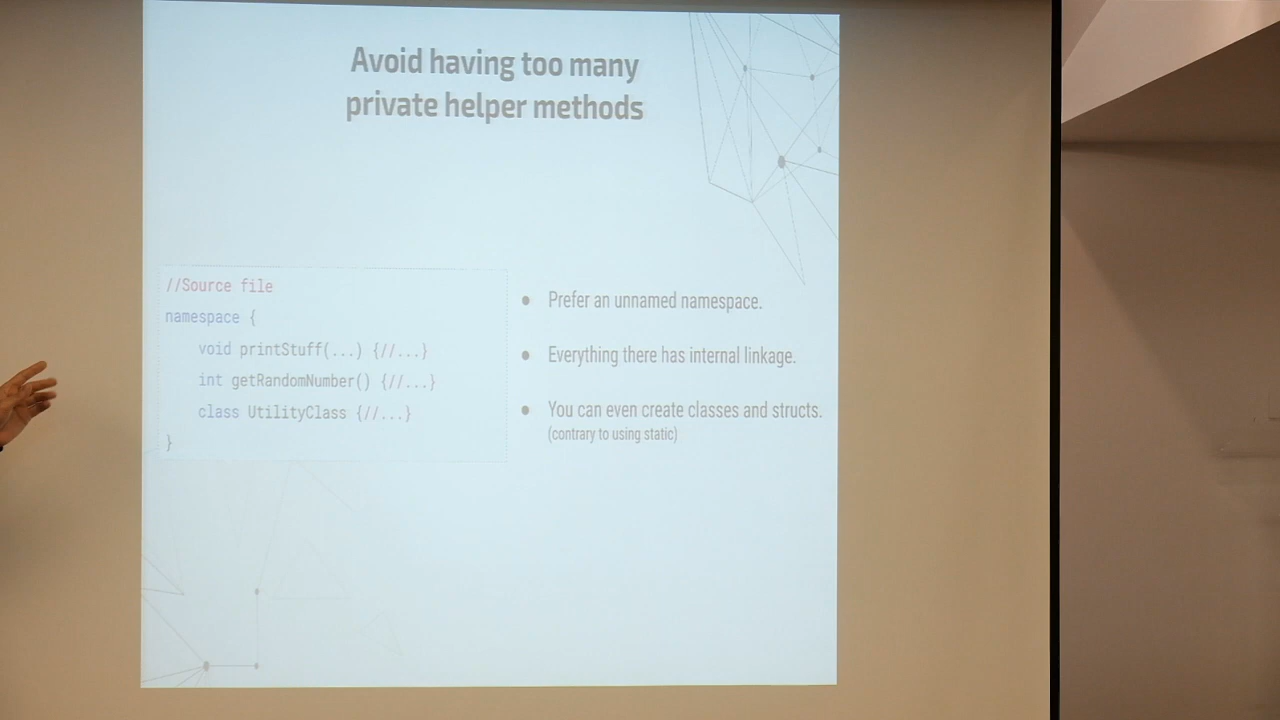 Avoid having too many
private helper methods
//Source file
namespace {
void printStuff(...) {//...}
int getRandomNumber() {//...}
class UtilityClass {//...}
}
● Prefer an unnamed namespace.
● Everything there has internal linkage.
● You can even create classes and structs.
(contrary to using static)